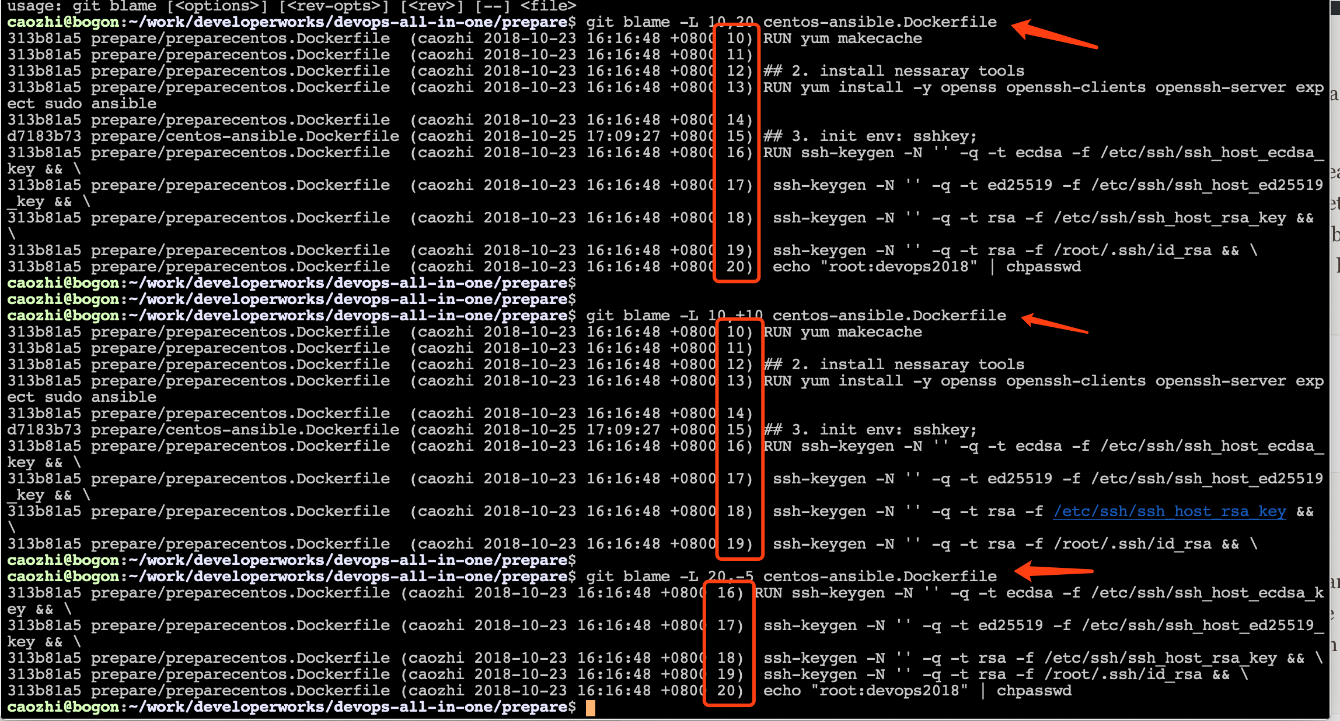 usage: git blame [<options>] [<rev-opts>] [<rev>] [--] <file>
caozhi@bogon:~/work/developerworks/devops-all-in-one/prepare$ git blame -L 10,20 centos-ansible.Dockerfile
313b81a5 prepare/preparecentos.Dockerfile  (caozhi 2018-10-23 16:16:48 +0800 10) RUN yum makecache
313b81a5 prepare/preparecentos.Dockerfile  (caozhi 2018-10-23 16:16:48 +0800 11)
313b81a5 prepare/preparecentos.Dockerfile  (caozhi 2018-10-23 16:16:48 +0800 12) ## 2. install nessaray tools
313b81a5 prepare/preparecentos.Dockerfile  (caozhi 2018-10-23 16:16:48 +0800 13) RUN yum install -y openss openssh-clients openssh-server exp
ect sudo ansible
313b81a5 prepare/preparecentos.Dockerfile  (caozhi 2018-10-23 16:16:48 +0800 14)
d7183b73 prepare/centos-ansible.Dockerfile (caozhi 2018-10-25 17:09:27 +0800 15) ## 3. init env: sshkey;
313b81a5 prepare/preparecentos.Dockerfile  (caozhi 2018-10-23 16:16:48 +0800 16) RUN ssh-keygen -N '' -q -t ecdsa -f /etc/ssh/ssh_host_ecdsa_
key && \
313b81a5 prepare/preparecentos.Dockerfile  (caozhi 2018-10-23 16:16:48 +0800 17)  ssh-keygen -N '' -q -t ed25519 -f /etc/ssh/ssh_host_ed25519
_key && \
313b81a5 prepare/preparecentos.Dockerfile  (caozhi 2018-10-23 16:16:48 +0800 18)  ssh-keygen -N '' -q -t rsa -f /etc/ssh/ssh_host_rsa_key &&
\
313b81a5 prepare/preparecentos.Dockerfile  (caozhi 2018-10-23 16:16:48 +0800 19)  ssh-keygen -N '' -q -t rsa -f /root/.ssh/id_rsa && \
313b81a5 prepare/preparecentos.Dockerfile  (caozhi 2018-10-23 16:16:48 +0800 20)  echo "root:devops2018" | chpasswd
caozhi@bogon:~/work/developerworks/devops-all-in-one/prepare$
caozhi@bogon:~/work/developerworks/devops-all-in-one/prepare$
caozhi@bogon:~/work/developerworks/devops-all-in-one/prepare$ git blame -L 10,+10 centos-ansible.Dockerfile
313b81a5 prepare/preparecentos.Dockerfile  (caozhi 2018-10-23 16:16:48 +0800 10) RUN yum makecache
313b81a5 prepare/preparecentos.Dockerfile  (caozhi 2018-10-23 16:16:48 +0800 11)
313b81a5 prepare/preparecentos.Dockerfile  (caozhi 2018-10-23 16:16:48 +0800 12) ## 2. install nessaray tools
313b81a5 prepare/preparecentos.Dockerfile  (caozhi 2018-10-23 16:16:48 +0800 13) RUN yum install -y openss openssh-clients openssh-server exp
ect sudo ansible
313b81a5 prepare/preparecentos.Dockerfile  (caozhi 2018-10-23 16:16:48 +0800 14)
d7183b73 prepare/centos-ansible.Dockerfile (caozhi 2018-10-25 17:09:27 +0800 15) ## 3. init env: sshkey;
313b81a5 prepare/preparecentos.Dockerfile  (caozhi 2018-10-23 16:16:48 +0800 16) RUN ssh-keygen -N '' -q -t ecdsa -f /etc/ssh/ssh_host_ecdsa_
key && \
313b81a5 prepare/preparecentos.Dockerfile  (caozhi 2018-10-23 16:16:48 +0800 17)  ssh-keygen -N '' -q -t ed25519 -f /etc/ssh/ssh_host_ed25519
_key && \
313b81a5 prepare/preparecentos.Dockerfile  (caozhi 2018-10-23 16:16:48 +0800 18)  ssh-keygen -N '' -q -t rsa -f /etc/ssh/ssh_host_rsa_key &&
\
313b81a5 prepare/preparecentos.Dockerfile  (caozhi 2018-10-23 16:16:48 +0800 19)  ssh-keygen -N '' -q -t rsa -f /root/.ssh/id_rsa && \
caozhi@bogon:~/work/developerworks/devops-all-in-one/prepare$
caozhi@bogon:~/work/developerworks/devops-all-in-one/prepare$ git blame -L 20,-5 centos-ansible.Dockerfile
313b81a5 prepare/preparecentos.Dockerfile (caozhi 2018-10-23 16:16:48 +0800 16) RUN ssh-keygen -N '' -q -t ecdsa -f /etc/ssh/ssh_host_ecdsa_k
ey && \
313b81a5 prepare/preparecentos.Dockerfile (caozhi 2018-10-23 16:16:48 +0800 17)  ssh-keygen -N '' -q -t ed25519 -f /etc/ssh/ssh_host_ed25519_
key && \
313b81a5 prepare/preparecentos.Dockerfile (caozhi 2018-10-23 16:16:48 +0800 18)  ssh-keygen -N '' -q -t rsa -f /etc/ssh/ssh_host_rsa_key && \
313b81a5 prepare/preparecentos.Dockerfile (caozhi 2018-10-23 16:16:48 +0800 19)  ssh-keygen -N '' -q -t rsa -f /root/.ssh/id_rsa && \
313b81a5 prepare/preparecentos.Dockerfile (caozhi 2018-10-23 16:16:48 +0800 20)  echo "root:devops2018" | chpasswd
caozhi@bogon:~/work/developerworks/devops-all-in-one/prepare$